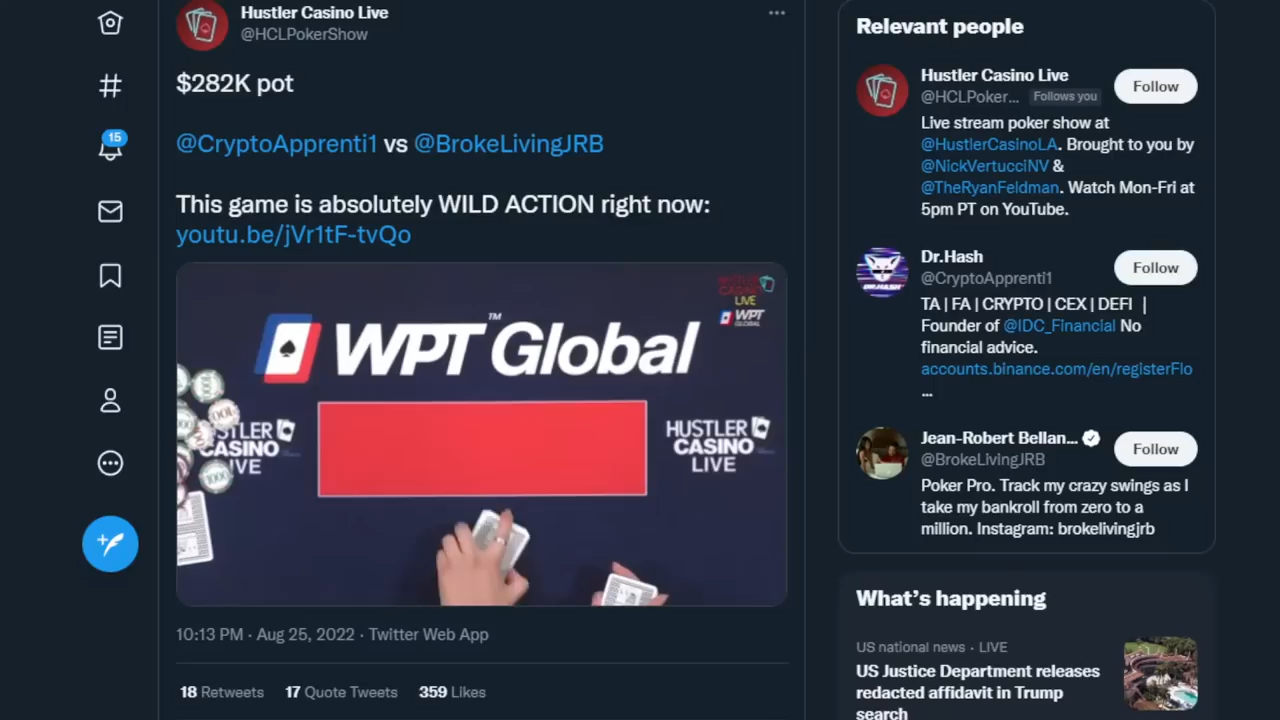 15
Hustler Casino Live
@HCLPokerShow
$282K pot
@CryptoApprenti1 vs @BrokeLivingJRB
This game is absolutely WILD ACTION right now:
youtu.be/jVr1tF-tvQo
LIVE
WPT
GLOBAL
WPT Global
TM
HUSTLER
CASINO
LIVE
10:13 PM · Aug 25, 2022 · Twitter Web App
18 Retweets 17 Quote Tweets 359 Likes
Relevant people
Hustler Casino Live
@HCLPoker... Follows you
Follow
Live stream poker show at
@HustlerCasinoLA. Brought to you by
@NickVertucciNV &
@TheRyanFeldman. Watch Mon-Fri at
5pm PT on YouTube.
Dr.Hash
@CryptoApprenti1
Follow
TA | FA | CRYPTO | CEX | DEFI |
Founder of @IDC_Financial No
financial advice.
accounts.binance.com/en/registerFlo
...
Jean-Robert Bellan...
@BrokeLivingJRB
Follow
Poker Pro. Track my crazy swings as I
take my bankroll from zero to a
million. Instagram: brokelivingjrb
What's happening
US national news · LIVE
US Justice Department releases
redacted affidavit in Trump
search